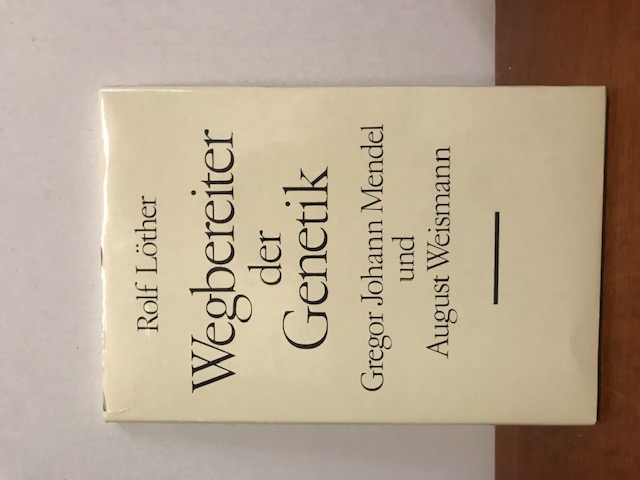 Rolf Löther
Wegbereiter
der
Genetik
Gregor Johann Mendel
und
August Weismann